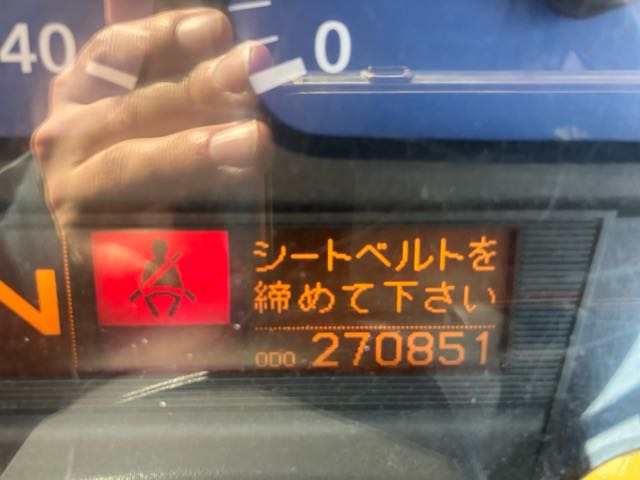 40
0
N
シートベルトを
締めて下さい
ODO 270851